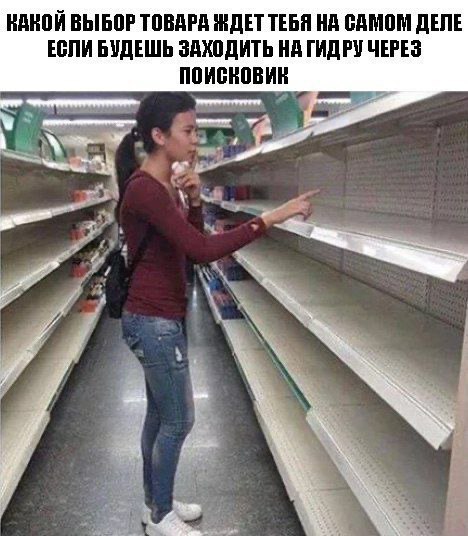 КАКОЙ ВЫБОР ТОВАРА ЖДЕТ ТЕБЯ НА САМОМ ДЕЛЕ
ЕСЛИ БУДЕШЬ ЗАХОДИТЬ НА ГИДРУ ЧЕРЕЗ
ПОИСКОВИК